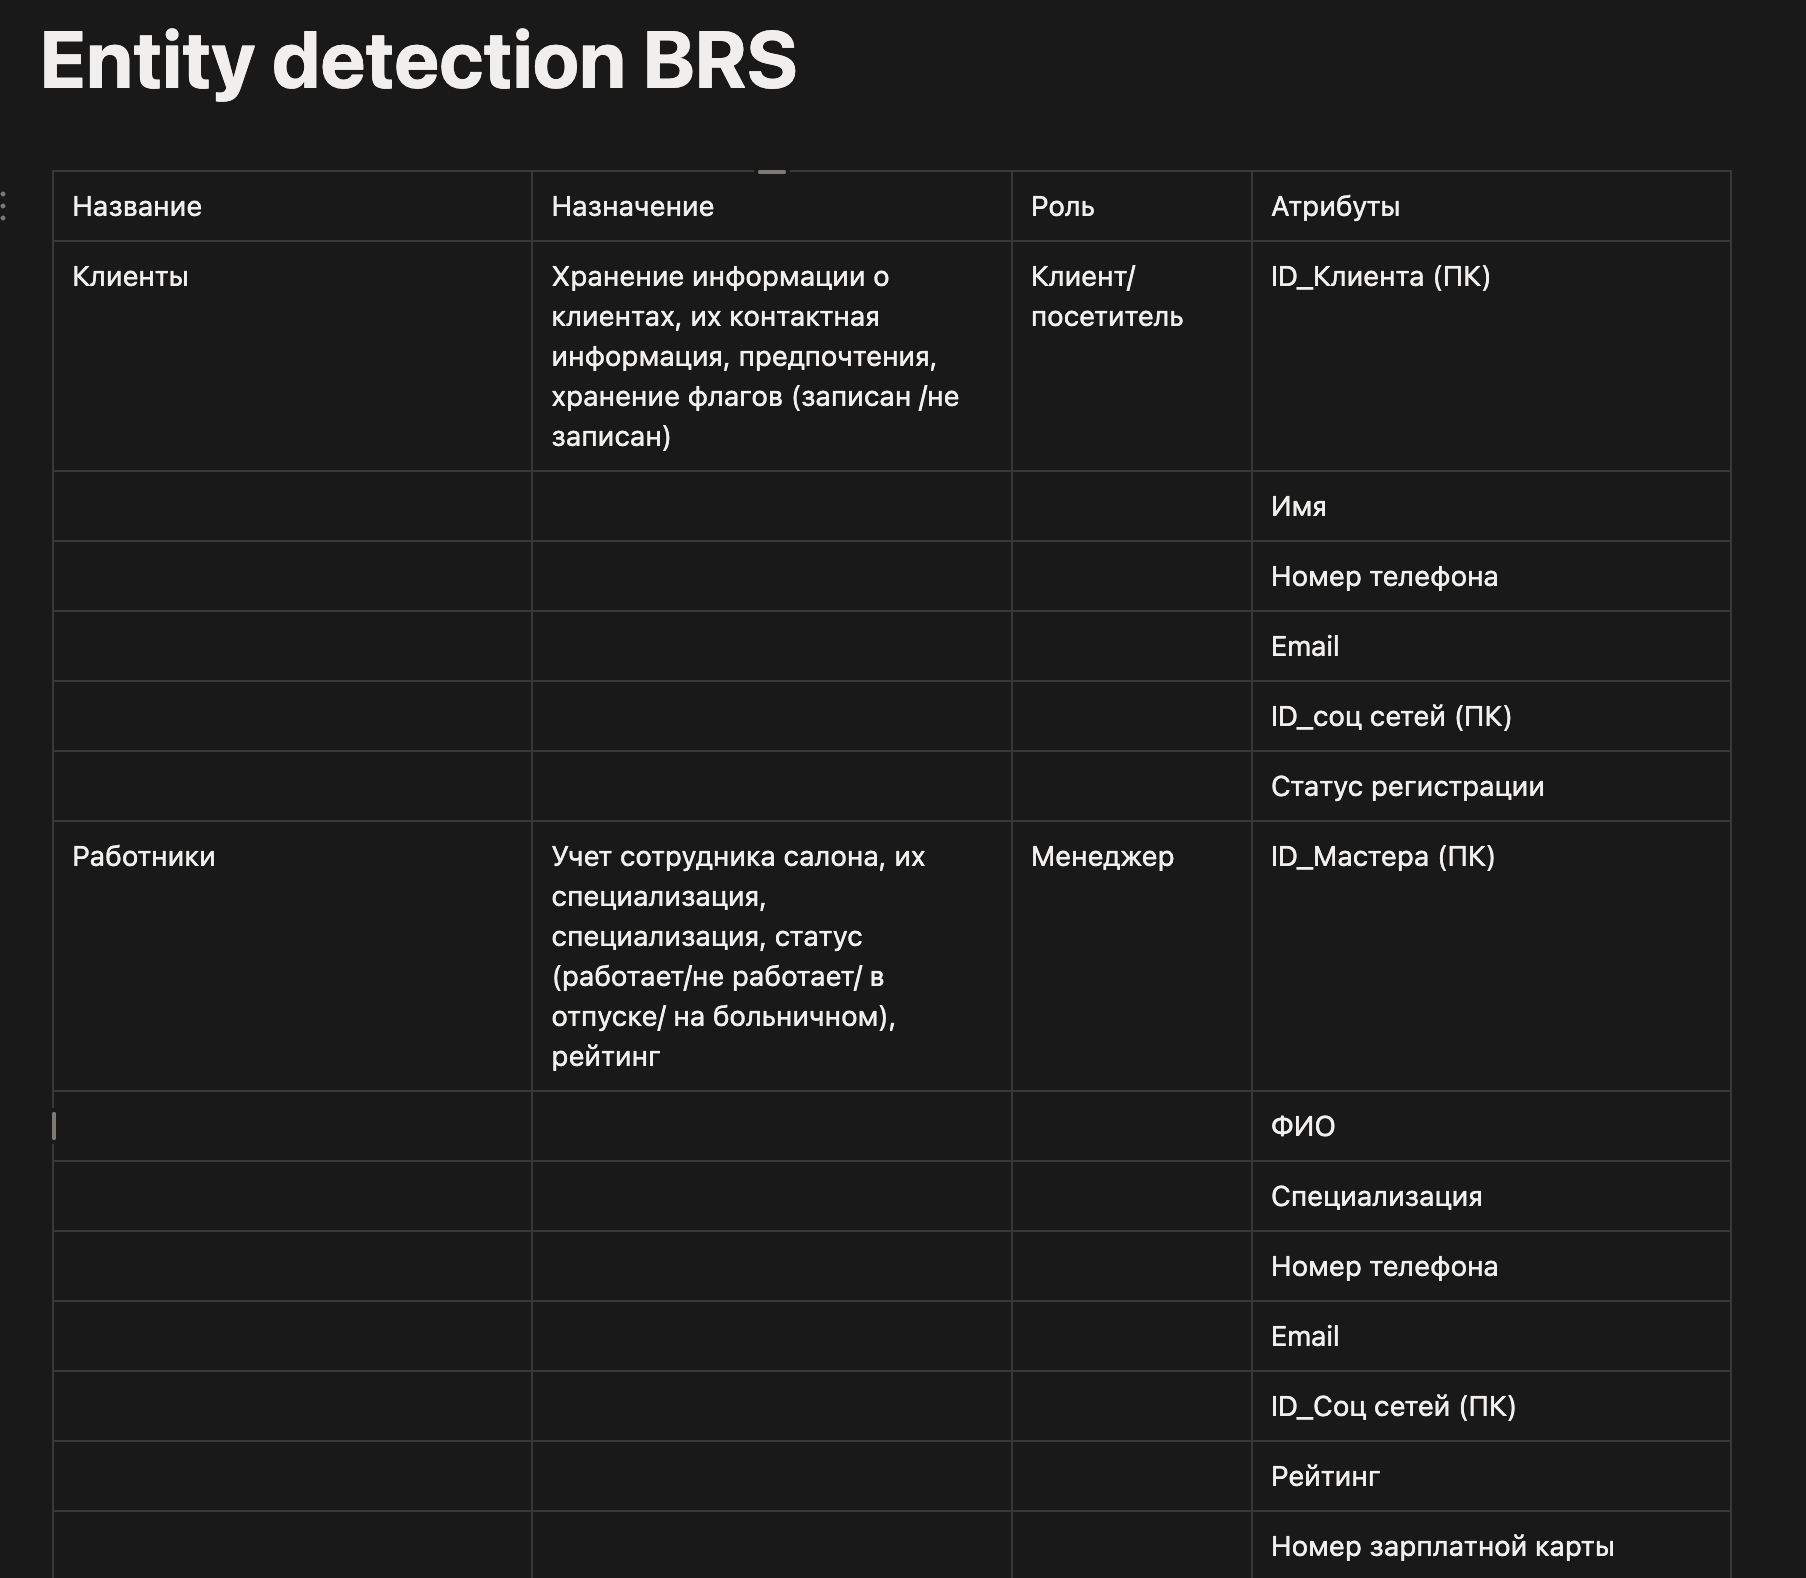 Entity detection BRS
Название
Назначение
Роль
Атрибуты
Клиенты
Хранение информации о
клиентах, их контактная
информация, предпочтения,
хранение флагов (записан /не
записан)
Клиент/
посетитель
ID_Клиента (ПК)
Имя
Номер телефона
Email
ID_соц сетей (ПК)
Статус регистрации
Работники
Учет сотрудника салона, их
специализация,
специализация, статус
(работает/не работает/ в
отпуске/ на больничном),
рейтинг
Менеджер
ID_Мастера (ПК)
ФИО
Специализация
Номер телефона
Email
ID_Соц сетей (ПК)
Рейтинг
Номер зарплатной карты